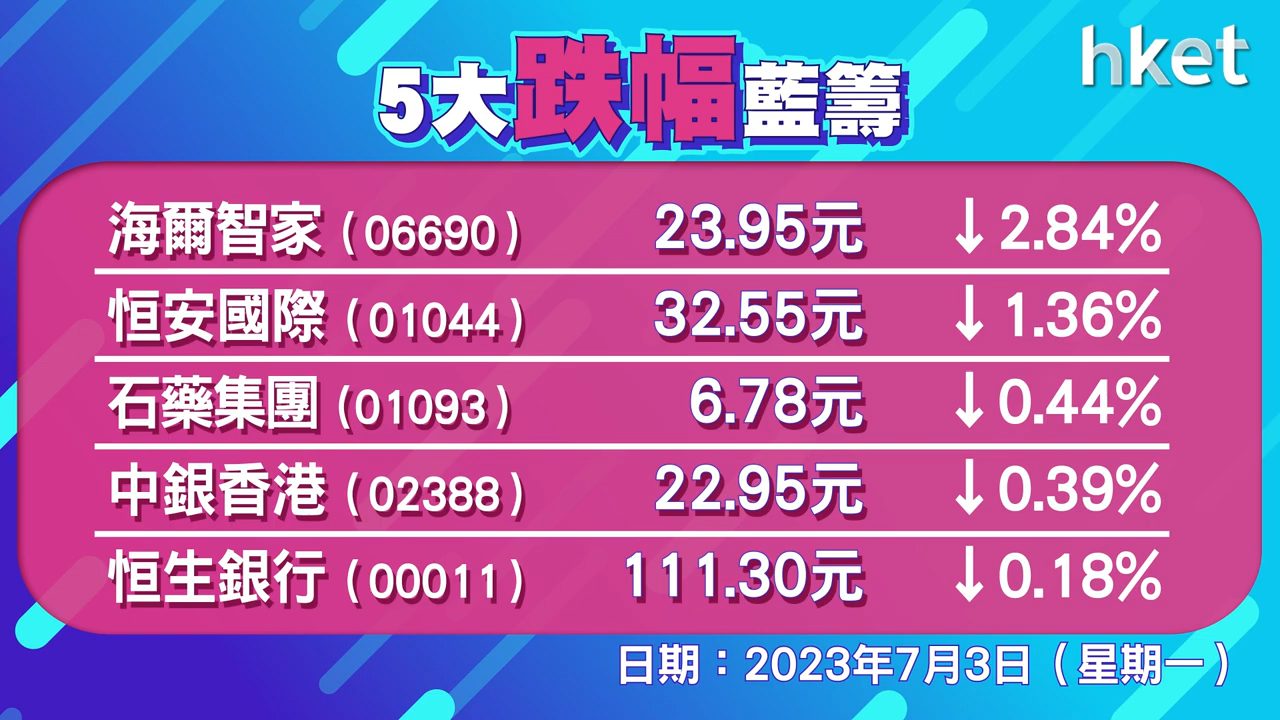 hket
5大跌幅藍籌
海爾智家(06690) 23.95元 ↓2.84%
恒安國際(01044) 32.55元 ↓1.36%
石藥集團(01093) 6.78元 ↓0.44%
中銀香港(02388) 22.95元 ↓0.39%
恒生銀行(00011) 111.30元 ↓0.18%
日期：2023年7月3日(星期一)